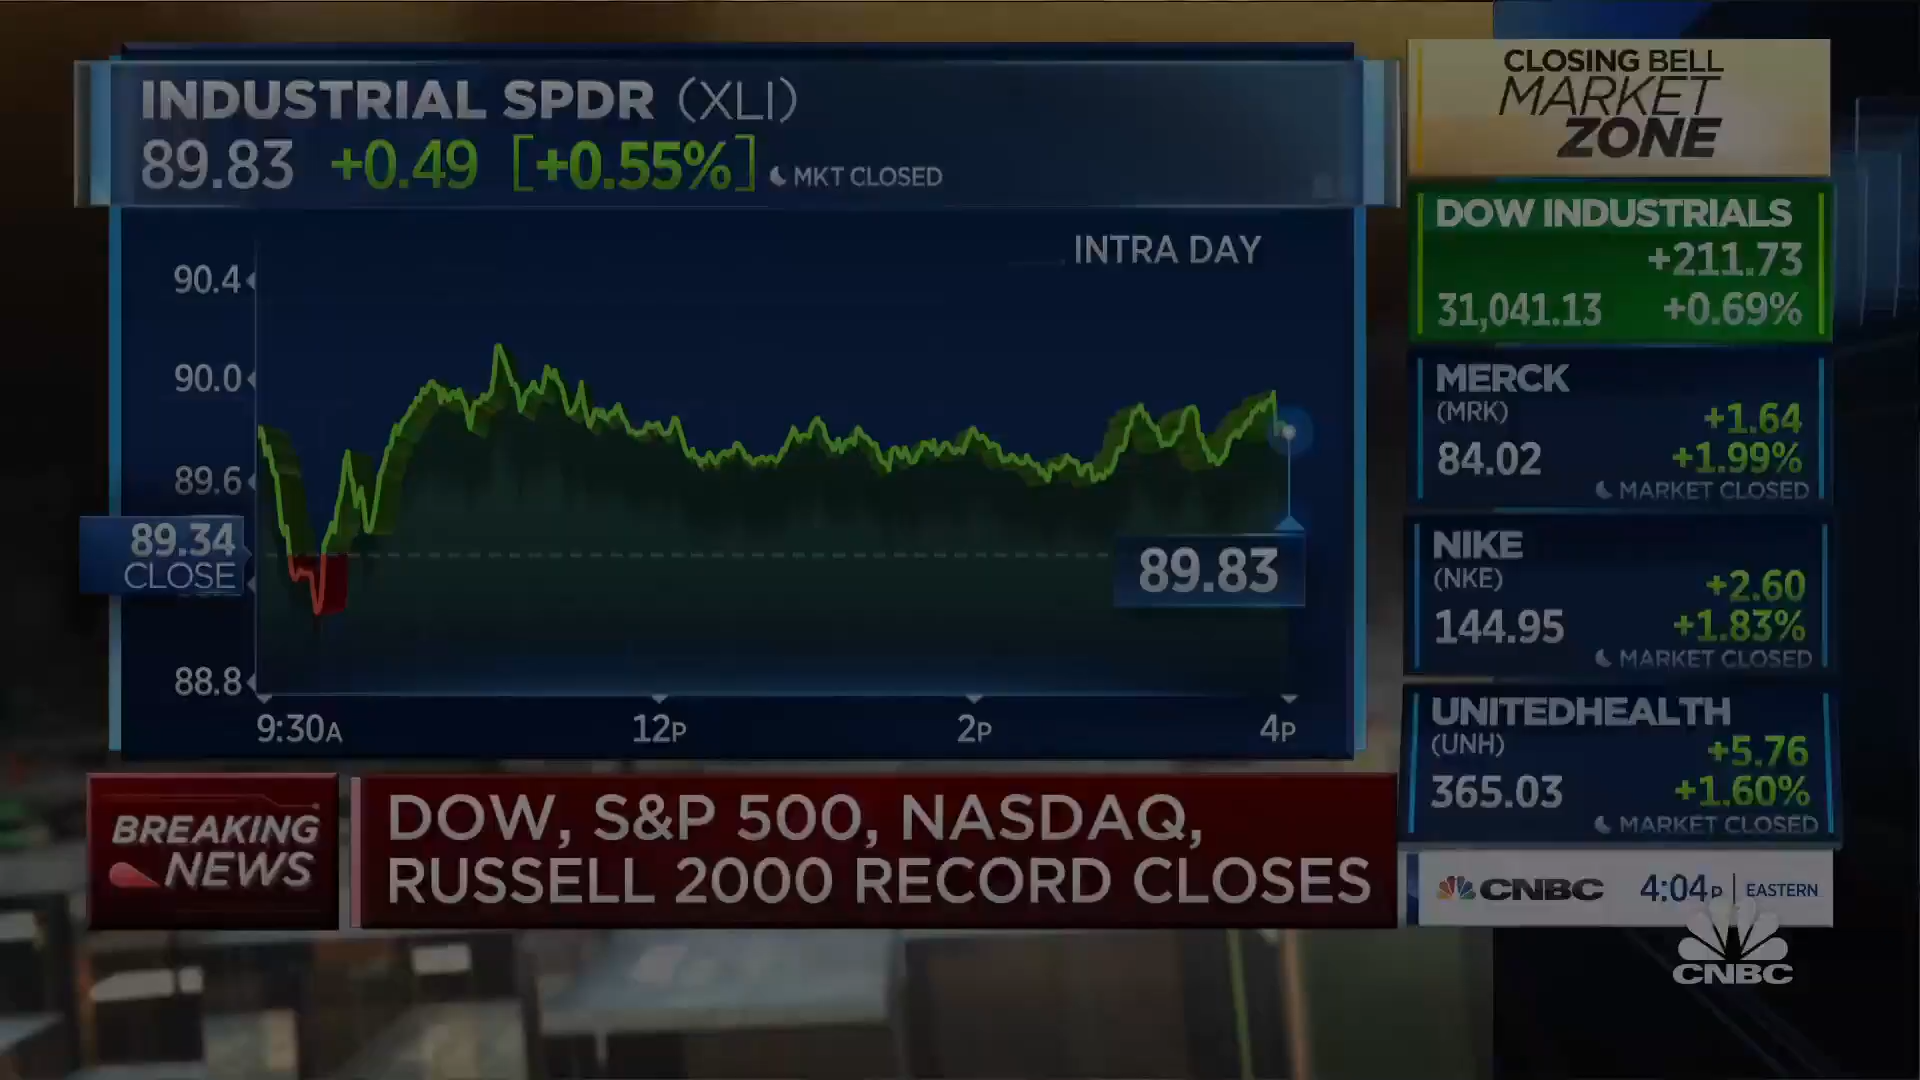 INDUSTRIAL SPDR (XLI)
89.83 +0.49 [+0.55%] MKT CLOSED
INTRA DAY
90.4
90.0
89.6
89.34
CLOSE
88.8
89.83
9:30A 12P 2P 4P
BREAKING
NEWS
DOW, S&P 500, NASDAQ,
RUSSELL 2000 RECORD CLOSES
CLOSING BELL
MARKET
ZONE
DOW INDUSTRIALS
+211.73
31,041.13 +0.69%
MERCK
(MRK) +1.64
84.02 +1.99%
MARKET CLOSED
NIKE
(NKE) +2.60
144.95 +1.83%
MARKET CLOSED
UNITEDHEALTH
(UNH) +5.76
365.03 +1.60%
MARKET CLOSED
CNBC 4:04P EASTERN
CNBC